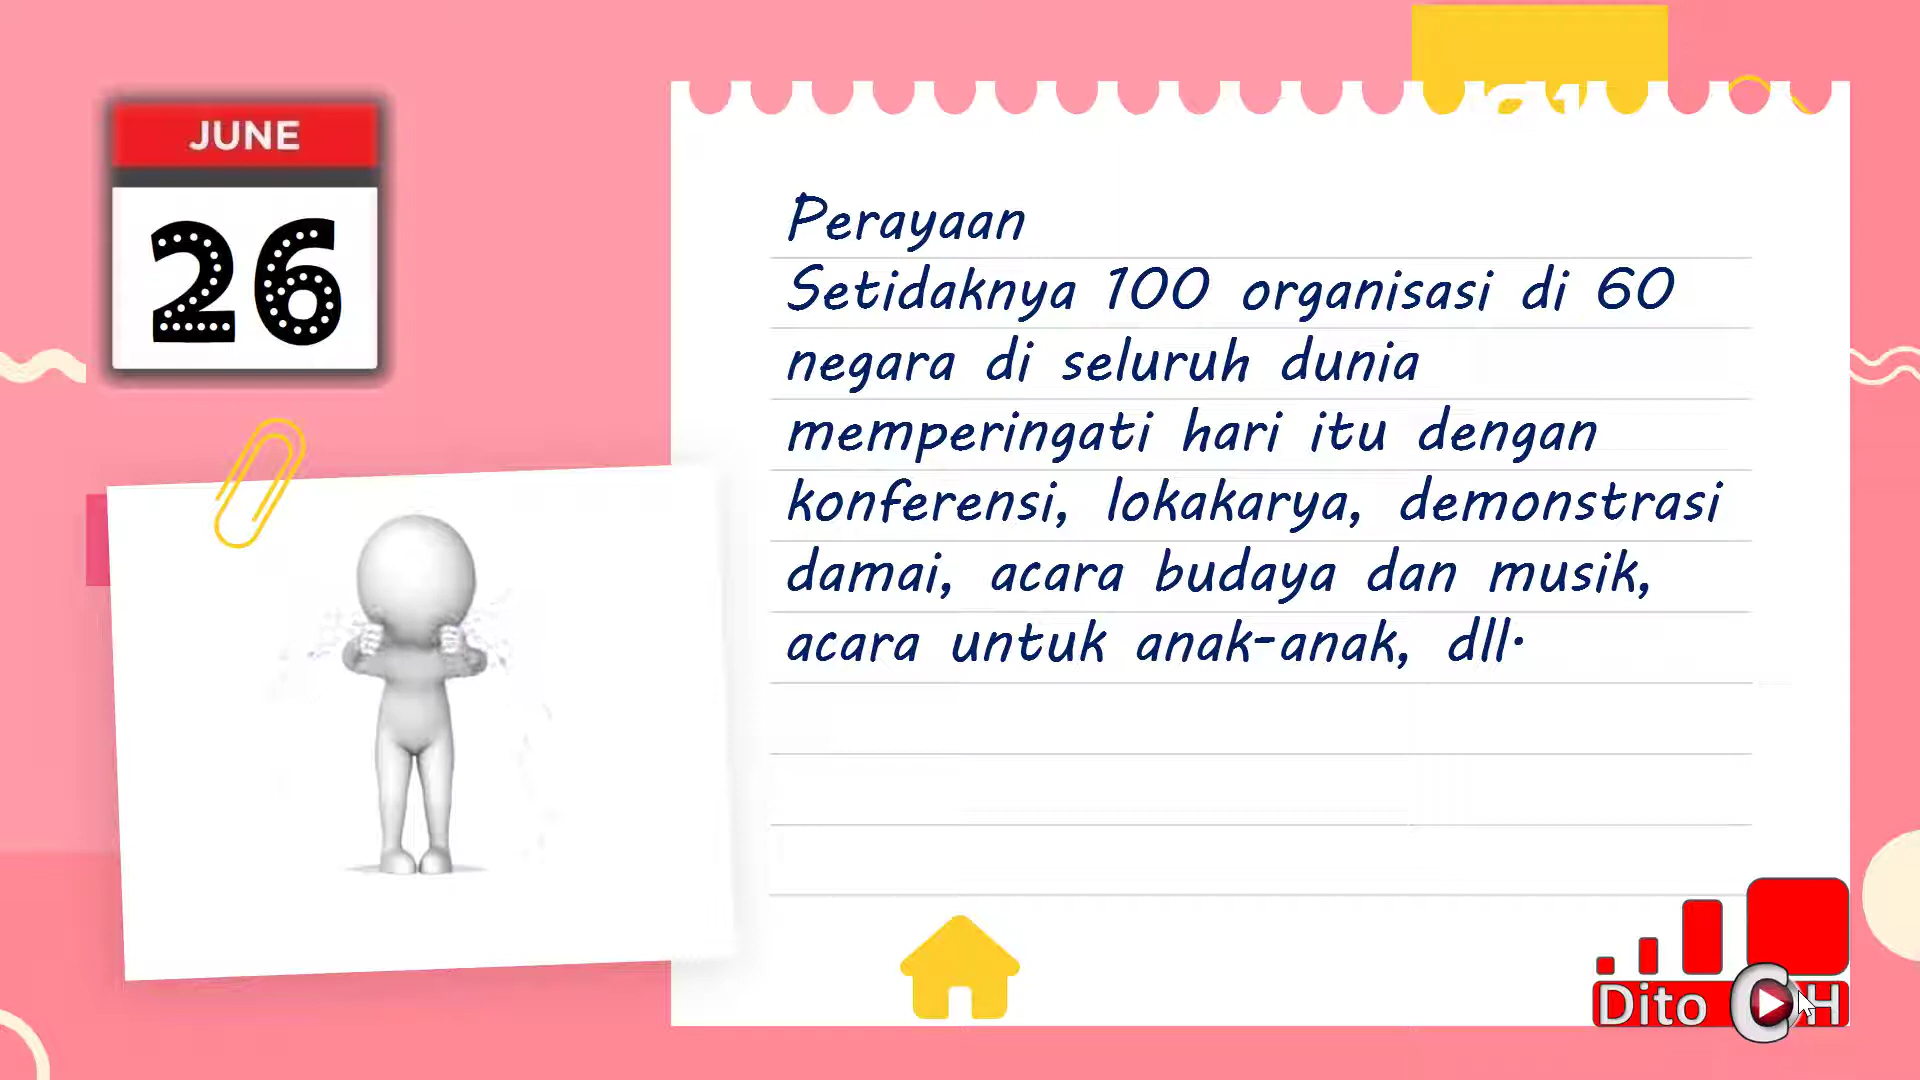 JUNE
26
Perayaan
Setidaknya 100 organisasi di 60
negara di seluruh dunia
memperingati hari itu dengan
konferensi, lokakarya, demonstrasi
damai, acara budaya dan musik,
acara untuk anak-anak, dll.
Dito CH